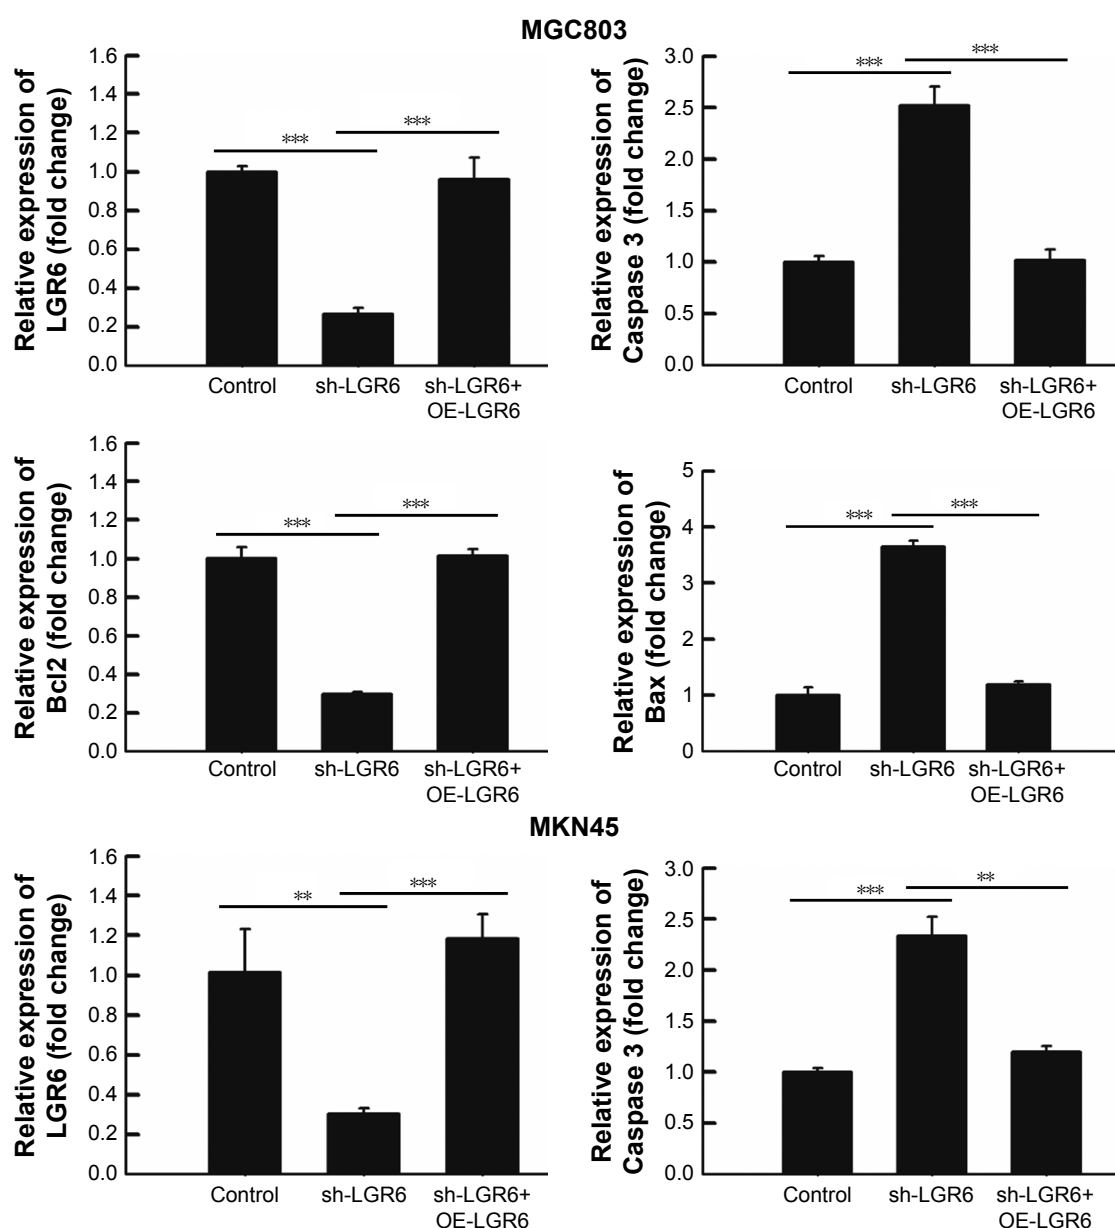 MGC803
Relative expression of
LGR6 (fold change)
1.6
1.4
1.2
1.0
0.8
0.6
0.4
0.2
0.0
***
***
Control
sh-LGR6
sh-LGR6+
OE-LGR6
Relative expression of
Caspase 3 (fold change)
3.0
2.5
2.0
1.5
1.0
0.5
0.0
***
***
Control
sh-LGR6
sh-LGR6+
OE-LGR6
Relative expression of
Bcl2 (fold change)
1.6
1.4
1.2
1.0
0.8
0.6
0.4
0.2
0.0
***
***
Control
sh-LGR6
sh-LGR6+
OE-LGR6
Relative expression of
Bax (fold change)
5
4
3
2
1
0
***
***
Control
sh-LGR6
sh-LGR6+
OE-LGR6
MKN45
Relative expression of
LGR6 (fold change)
1.6
1.4
1.2
1.0
0.8
0.6
0.4
0.2
0.0
**
***
Control
sh-LGR6
sh-LGR6+
OE-LGR6
Relative expression of
Caspase 3 (fold change)
3.0
2.5
2.0
1.5
1.0
0.5
0.0
***
**
Control
sh-LGR6
sh-LGR6+
OE-LGR6